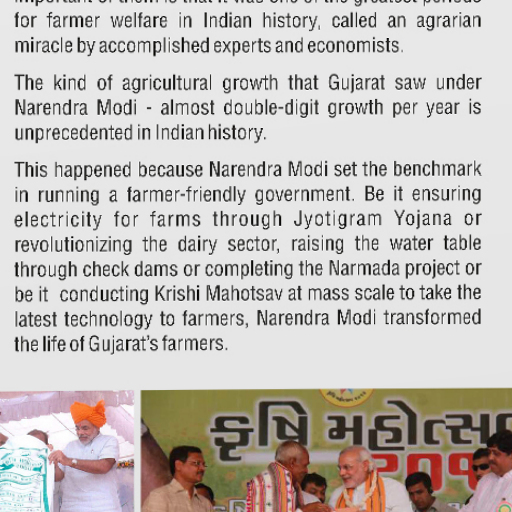 for farmer welfare in Indian history, called an agrarian
miracle by accomplished experts and economists.
The kind of agricultural growth that Gujarat saw under
Narendra Modi - almost double-digit growth per year is
unprecedented in Indian history.
This happened because Narendra Modi set the benchmark
in running a farmer-friendly government. Be it ensuring
electricity for farms through Jyotigram Yojana or
revolutionizing the dairy sector, raising the water table
through check dams or completing the Narmada project or
be it conducting Krishi Mahotsav at mass scale to take the
latest technology to farmers, Narendra Modi transformed
the life of Gujarat's farmers.
કૃષિ